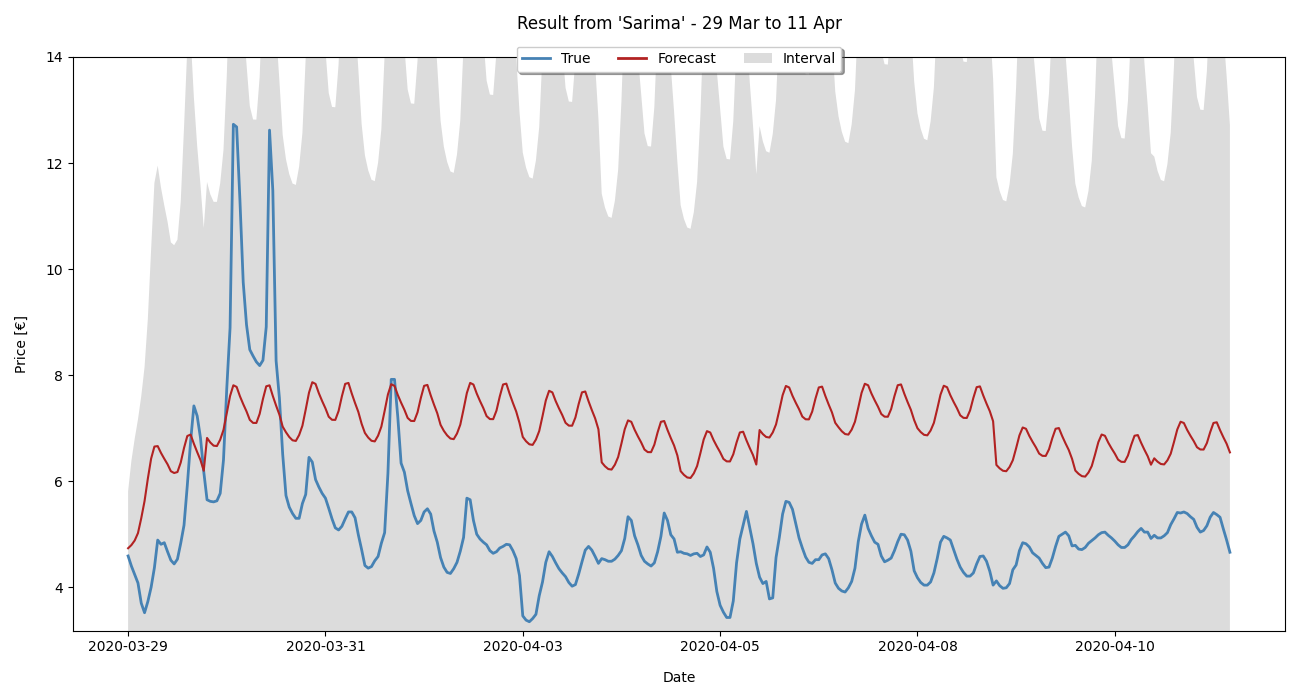 Result from 'Sarima' - 29 Mar to 11 Apr
True Forecast Interval
14
12
10
8
6
4
Price [€]
2020-03-29 2020-03-31 2020-04-03 2020-04-05 2020-04-08 2020-04-10
Date